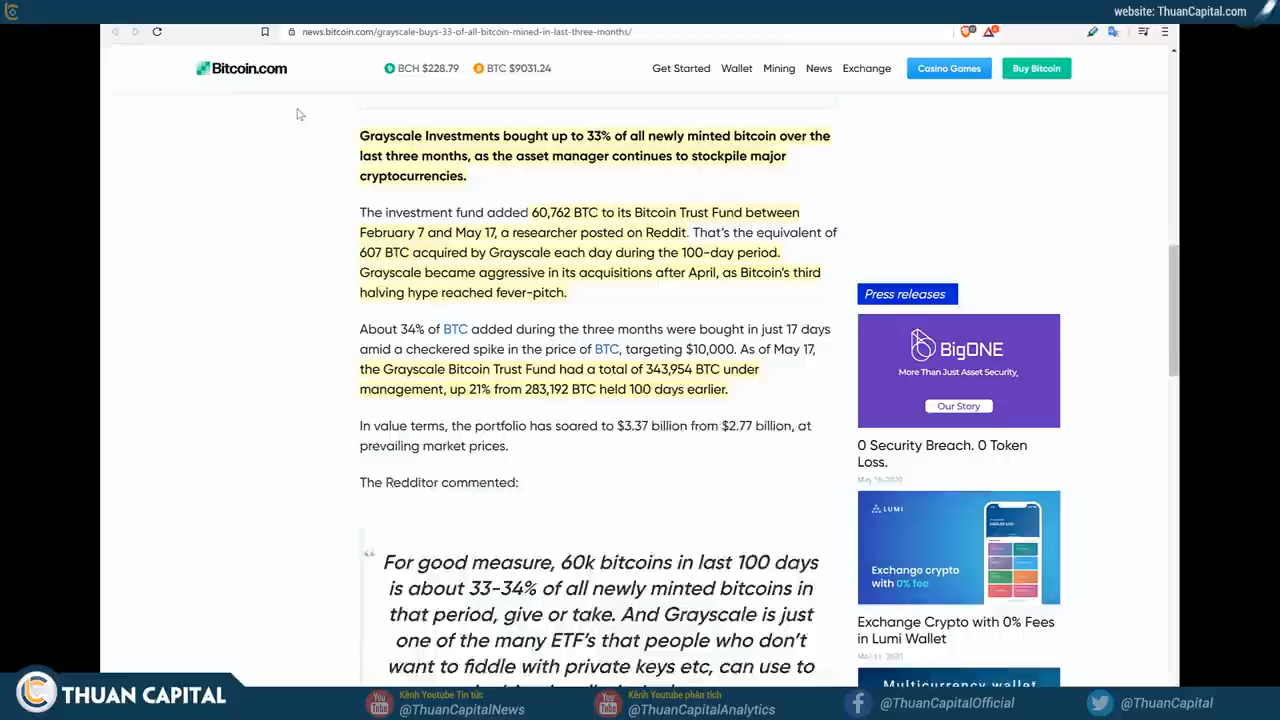 website: ThuanCapital.com
news.bitcoin.com/grayscale-buys-33-of-all-bitcoin-mined-in-last-three-months/
Bitcoin.com
BCH $228.79
BTC $9031.24
Get Started
Wallet
Mining
News
Exchange
Casino Games
Buy Bitcoin
Grayscale Investments bought up to 33% of all newly minted bitcoin over the
last three months, as the asset manager continues to stockpile major
cryptocurrencies.
The investment fund added 60,762 BTC to its Bitcoin Trust Fund between
February 7 and May 17, a researcher posted on Reddit. That's the equivalent of
607 BTC acquired by Grayscale each day during the 100-day period.
Grayscale became aggressive in its acquisitions after April, as Bitcoin's third
halving hype reached fever-pitch.
About 34% of BTC added during the three months were bought in just 17 days
amid a checkered spike in the price of BTC, targeting $10,000. As of May 17,
the Grayscale Bitcoin Trust Fund had a total of 343,954 BTC under
management, up 21% from 283,192 BTC held 100 days earlier.
In value terms, the portfolio has soared to $3.37 billion from $2.77 billion, at
prevailing market prices.
The Redditor commented:
For good measure, 60k bitcoins in last 100 days
is about 33-34% of all newly minted bitcoins in
that period, give or take. And Grayscale is just
one of the many ETF's that people who don't
want to fiddle with private keys etc, can use to
Press releases
BigONE
More Than Just Asset Security.
Our Story
0 Security Breach. 0 Token
Loss.
LUMI
Exchange crypto
with 0% fee
Exchange Crypto with 0% Fees
in Lumi Wallet
Multicurrency wallet
THUAN CAPITAL
Kênh Youtube Tin tức
@ThuanCapitalNews
Kênh Youtube phân tích
@ThuanCapitalAnalytics
@ThuanCapitalOfficial
@ThuanCapital